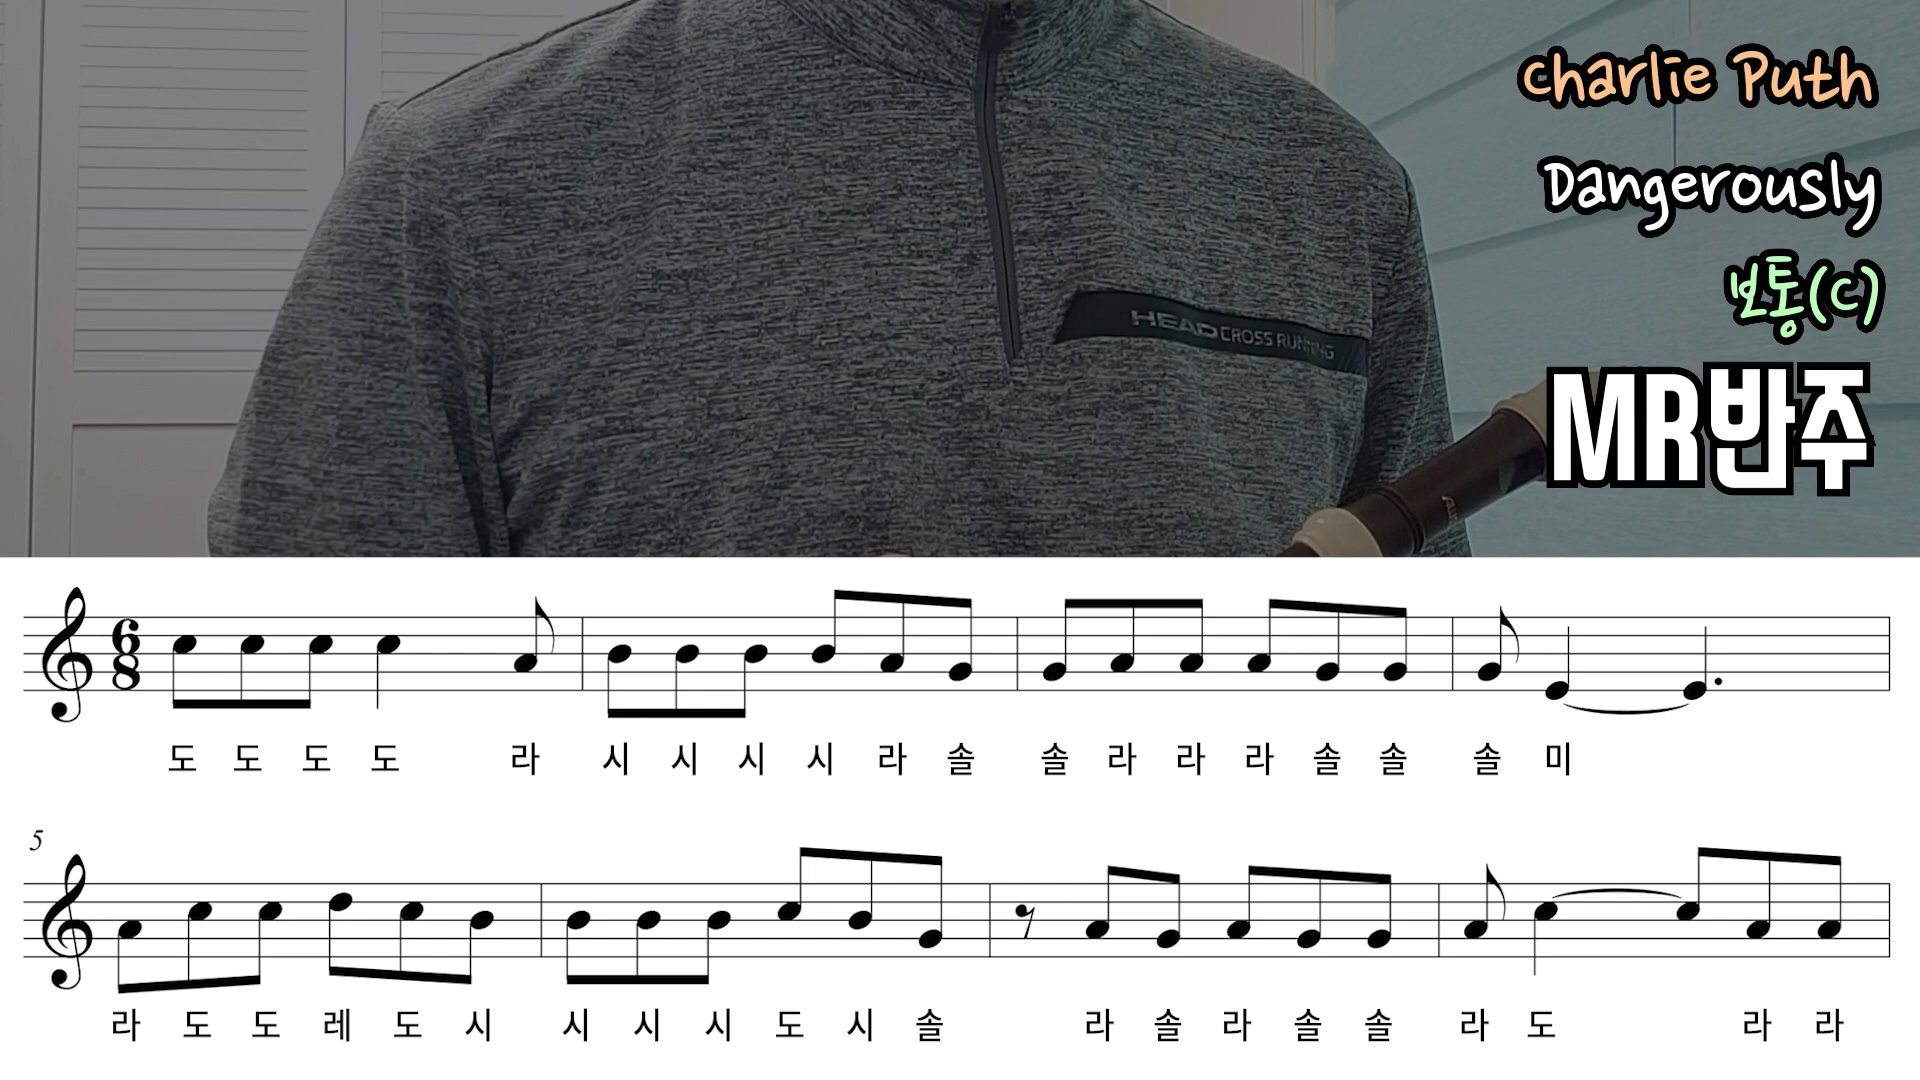 Charlie Puth
Dangerously
보통(C)
MR반주
HEAD CROSS RUNNING
6
8
도 도 도 도 라 시 시 시 시 라 솔 솔 라 라 라 솔 솔 솔 미
5
라 도 도 레 도 시 시 시 시 도 시 솔 라 솔 라 솔 솔 라 도 라 라